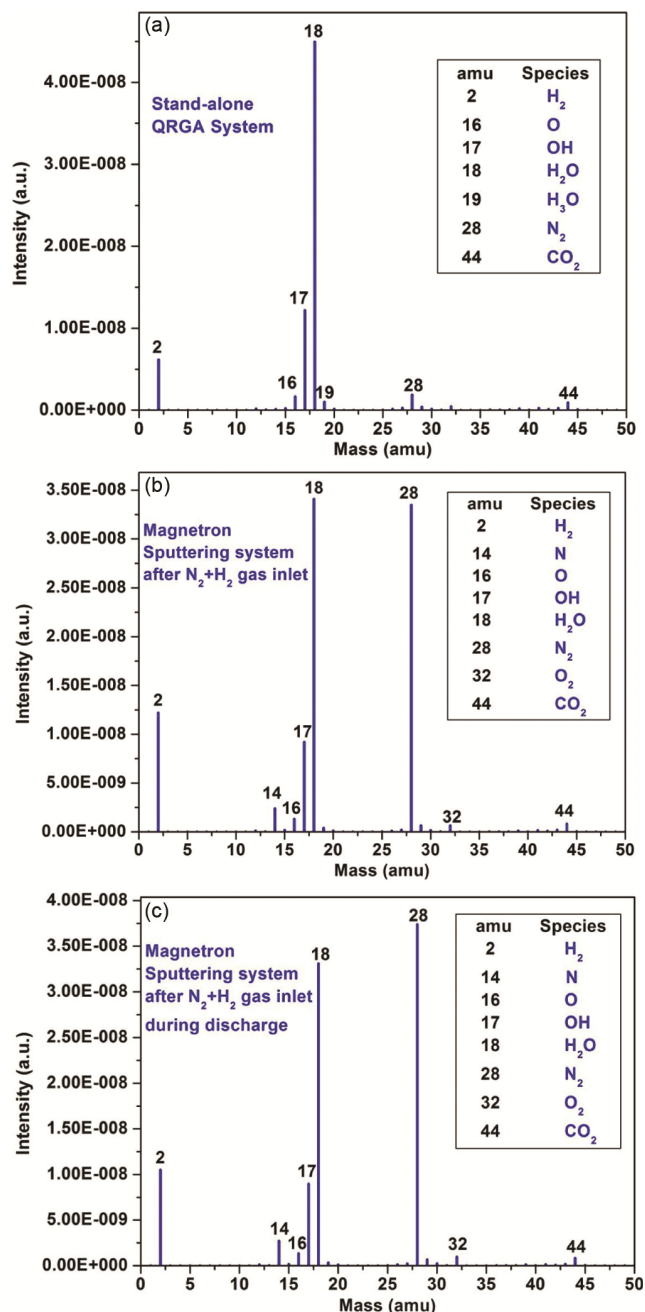 (a)
Stand-alone
QRGA System
amu Species
2 H₂
16 O
17 OH
18 H₂O
19 H₃O
28 N₂
44 CO₂
4.00E-008
3.00E-008
2.00E-008
1.00E-008
0.00E+000
Intensity (a.u.)
2
16
17
18
19
28
44
0 5 10 15 20 25 30 35 40 45 50
Mass (amu)
(b)
Magnetron
Sputtering system
after N₂+H₂ gas inlet
amu Species
2 H₂
14 N
16 O
17 OH
18 H₂O
28 N₂
32 O₂
44 CO₂
3.50E-008
3.00E-008
2.50E-008
2.00E-008
1.50E-008
1.00E-008
5.00E-009
0.00E+000
Intensity (a.u.)
2
14
16
17
18
28
32
44
0 5 10 15 20 25 30 35 40 45 50
Mass (amu)
(c)
Magnetron
Sputtering system
after N₂+H₂ gas inlet
during discharge
amu Species
2 H₂
14 N
16 O
17 OH
18 H₂O
28 N₂
32 O₂
44 CO₂
4.00E-008
3.50E-008
3.00E-008
2.50E-008
2.00E-008
1.50E-008
1.00E-008
5.00E-009
0.00E+000
Intensity (a.u.)
2
14
16
17
18
28
32
44
0 5 10 15 20 25 30 35 40 45 50
Mass (amu)